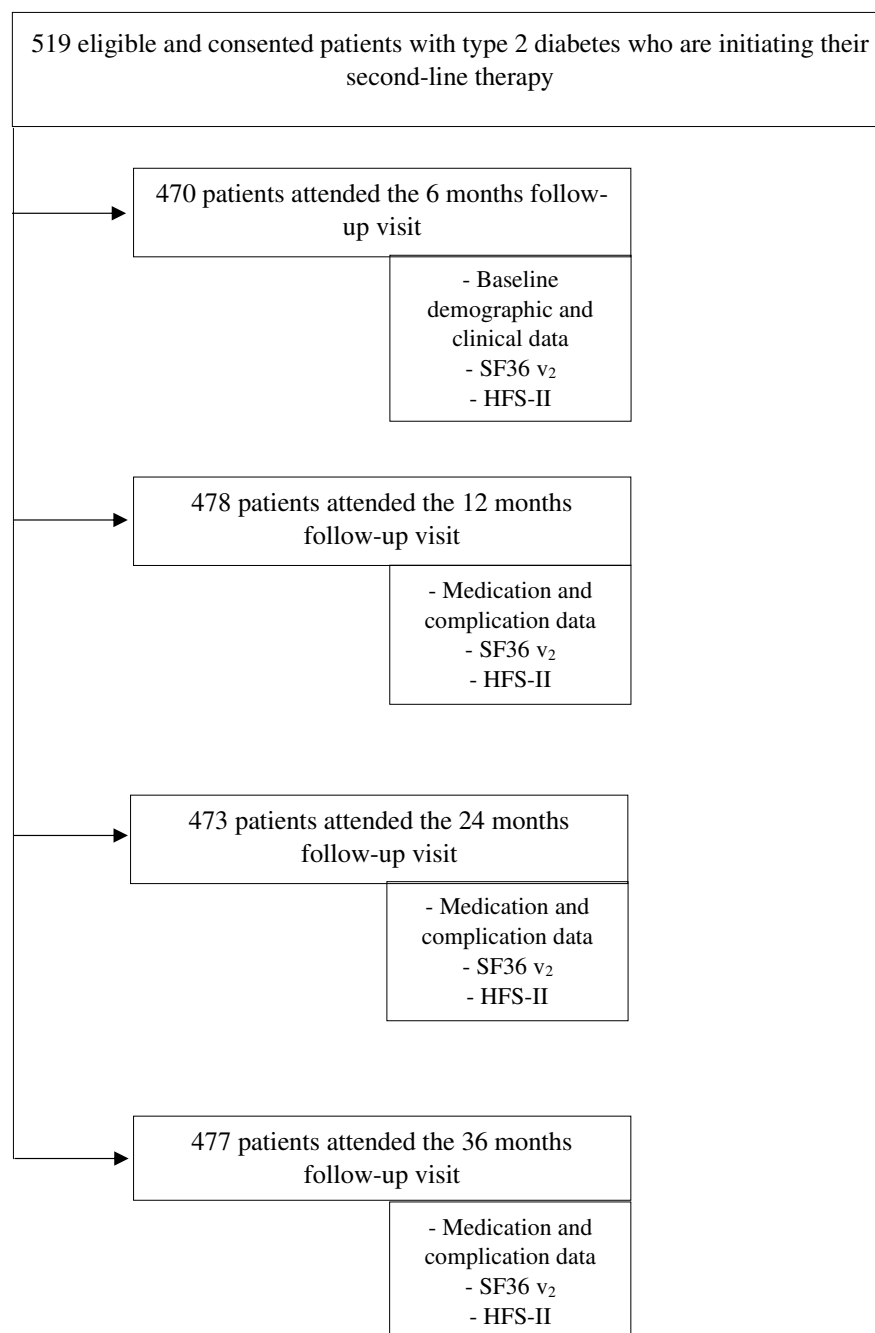 519 eligible and consented patients with type 2 diabetes who are initiating their
second-line therapy
470 patients attended the 6 months follow-
up visit
- Baseline
demographic and
clinical data
- SF36 v₂
- HFS-II
478 patients attended the 12 months
follow-up visit
- Medication and
complication data
- SF36 v₂
- HFS-II
473 patients attended the 24 months
follow-up visit
- Medication and
complication data
- SF36 v₂
- HFS-II
477 patients attended the 36 months
follow-up visit
- Medication and
complication data
- SF36 v₂
- HFS-II